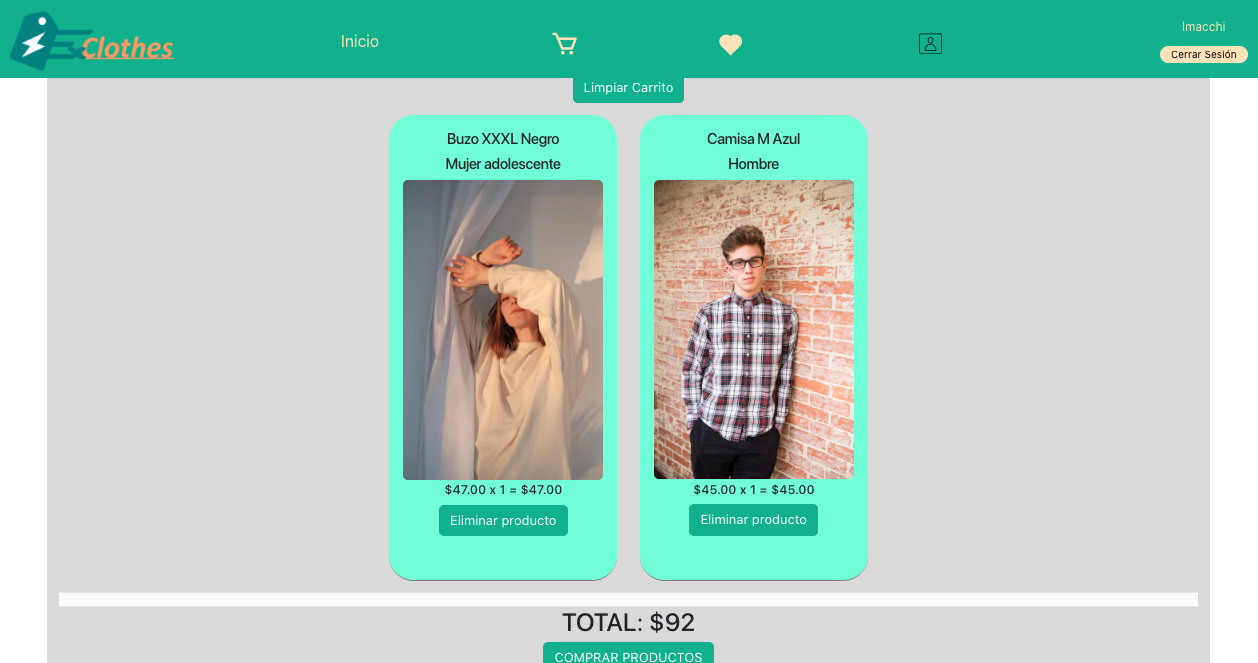 Clothes
Inicio
lmacchi
Cerrar Sesión
Limpiar Carrito
Buzo XXXL Negro
Mujer adolescente
$47.00 x 1 = $47.00
Eliminar producto
Camisa M Azul
Hombre
$45.00 x 1 = $45.00
Eliminar producto
TOTAL: $92
COMPRAR PRODUCTOS